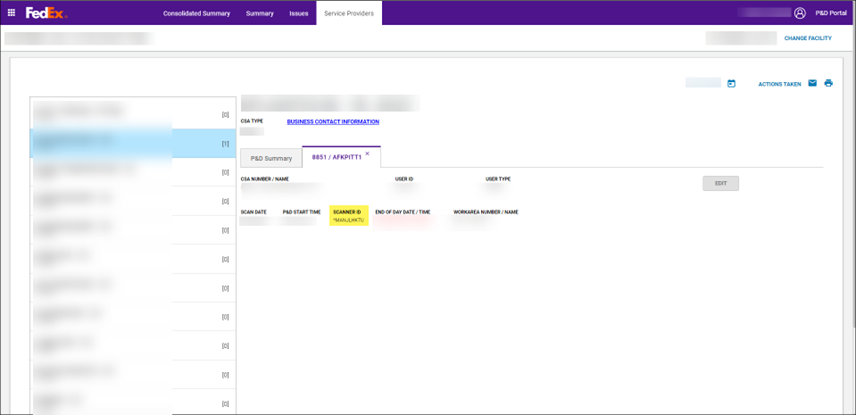 FedEx Consolidated Summary Summary Issues Service Providers P&D Portal
CHANGE FACILITY
ACTIONS TAKEN
[0]
CSA TYPE BUSINESS CONTACT INFORMATION
[1]
P&D Summary 8851 / AFKPITT1 ×
[0]
CSA NUMBER / NAME USER ID USER TYPE EDIT
[0]
SCAN DATE P&D START TIME SCANNER ID END OF DAY DATE / TIME WORKAREA NUMBER / NAME
[0]
[0]
[0]
[0]
[0]
[0]
[0]